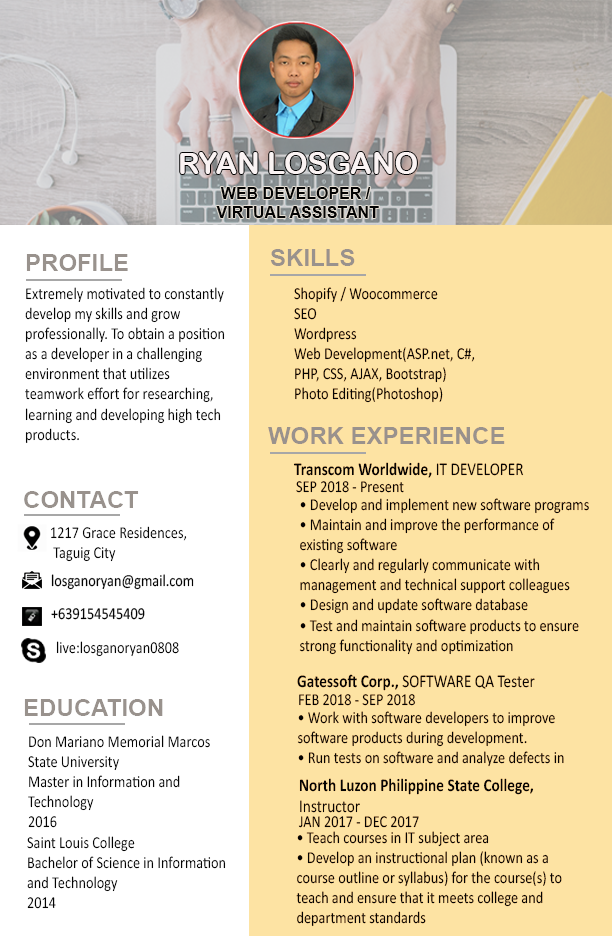 RYAN LOSGANO
WEB DEVELOPER /
VIRTUAL ASSISTANT
PROFILE
Extremely motivated to constantly
develop my skills and grow
professionally. To obtain a position
as a developer in a challenging
environment that utilizes
teamwork effort for researching,
learning and developing high tech
products.
CONTACT
1217 Grace Residences,
Taguig City
losganoryan@gmail.com
+639154545409
live:losganoryan0808
EDUCATION
Don Mariano Memorial Marcos
State University
Master in Information and
Technology
2016
Saint Louis College
Bachelor of Science in Information
and Technology
2014
SKILLS
Shopify / Woocommerce
SEO
Wordpress
Web Development(ASP.net, C#,
PHP, CSS, AJAX, Bootstrap)
Photo Editing(Photoshop)
WORK EXPERIENCE
Transcom Worldwide, IT DEVELOPER
SEP 2018 - Present
• Develop and implement new software programs
• Maintain and improve the performance of
existing software
• Clearly and regularly communicate with
management and technical support colleagues
• Design and update software database
• Test and maintain software products to ensure
strong functionality and optimization
Gatessoft Corp., SOFTWARE QA Tester
FEB 2018 - SEP 2018
• Work with software developers to improve
software products during development.
• Run tests on software and analyze defects in
North Luzon Philippine State College,
Instructor
JAN 2017 - DEC 2017
• Teach courses in IT subject area
• Develop an instructional plan (known as a
course outline or syllabus) for the course(s) to
teach and ensure that it meets college and
department standards